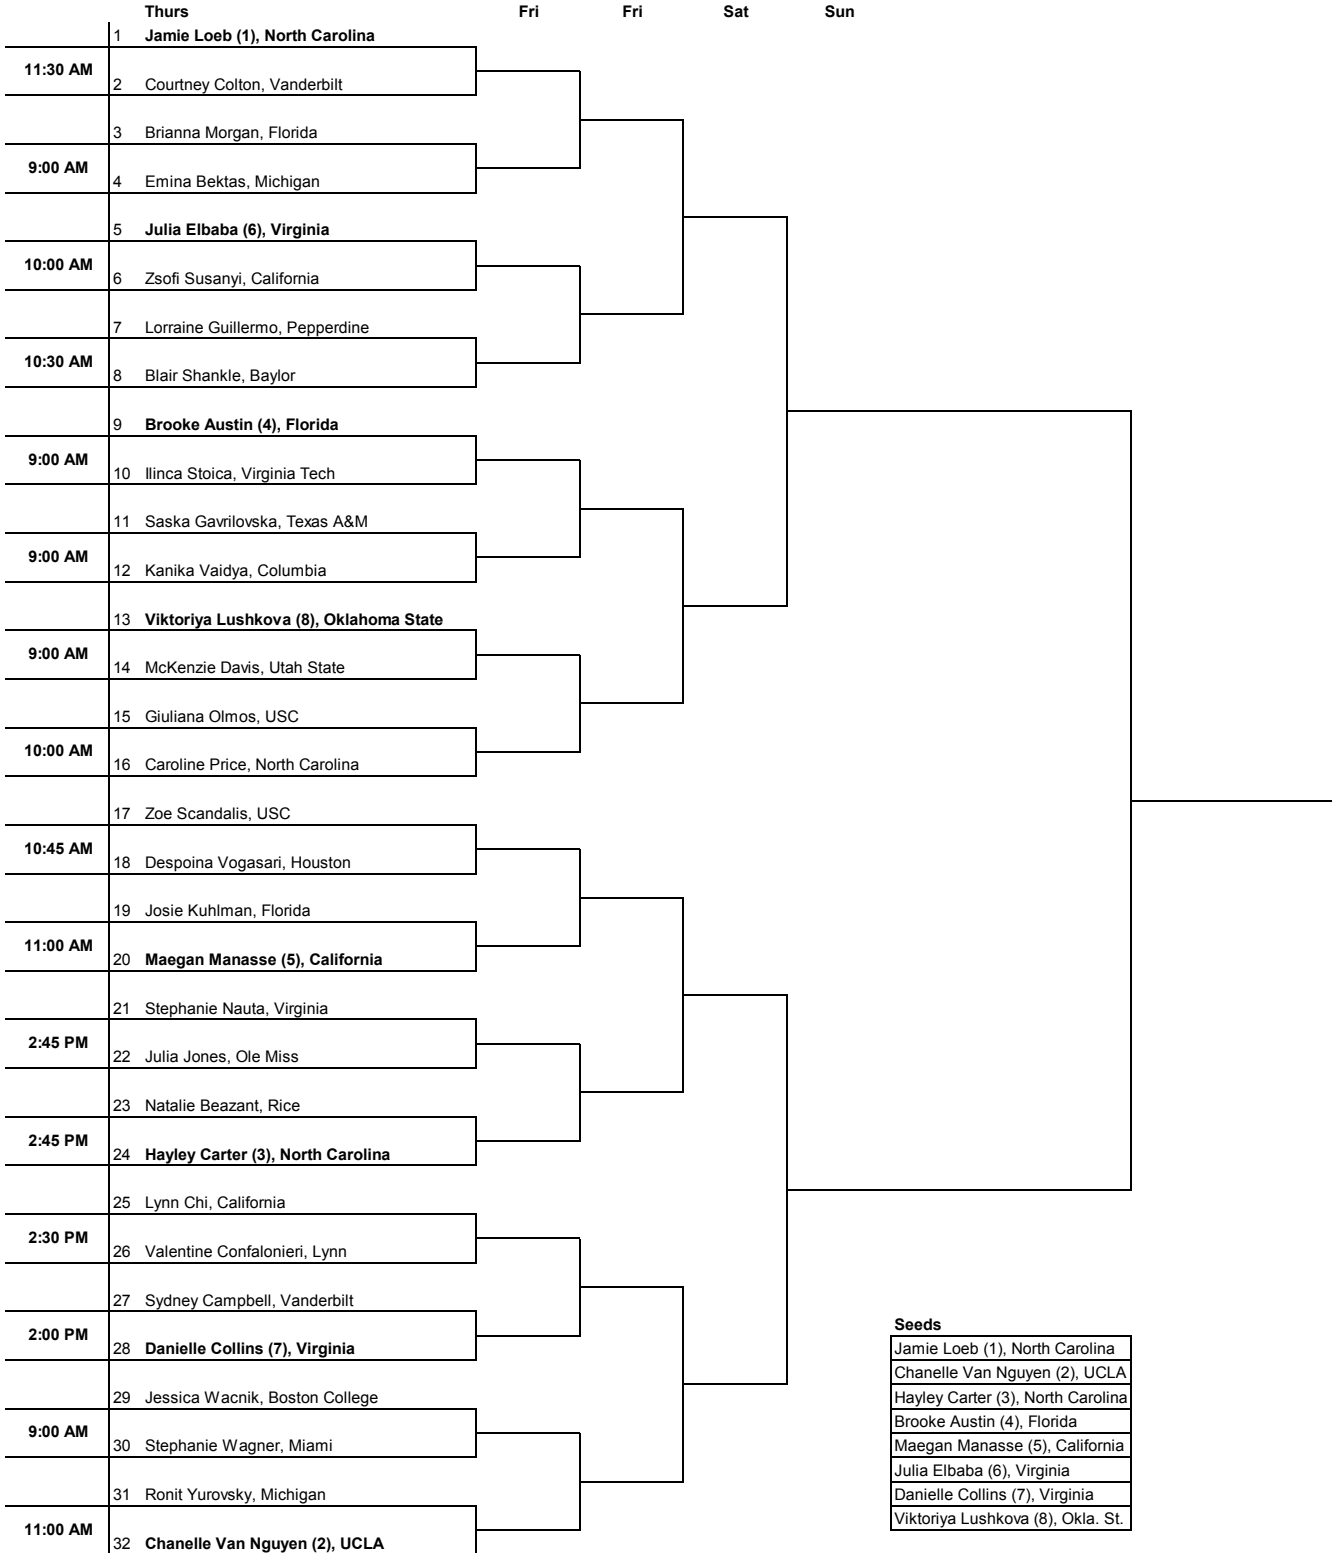 Thurs Fri Fri Sat Sun
1 Jamie Loeb (1), North Carolina
11:30 AM
2 Courtney Colton, Vanderbilt
3 Brianna Morgan, Florida
9:00 AM
4 Emina Bektas, Michigan
5 Julia Elbaba (6), Virginia
10:00 AM
6 Zsofi Susanyi, California
7 Lorraine Guillermo, Pepperdine
10:30 AM
8 Blair Shankle, Baylor
9 Brooke Austin (4), Florida
9:00 AM
10 Ilinca Stoica, Virginia Tech
11 Saska Gavrilovska, Texas A&M
9:00 AM
12 Kanika Vaidya, Columbia
13 Viktoriya Lushkova (8), Oklahoma State
9:00 AM
14 McKenzie Davis, Utah State
15 Giuliana Olmos, USC
10:00 AM
16 Caroline Price, North Carolina
17 Zoe Scandalis, USC
10:45 AM
18 Despoina Vogasari, Houston
19 Josie Kuhlman, Florida
11:00 AM
20 Maegan Manasse (5), California
21 Stephanie Nauta, Virginia
2:45 PM
22 Julia Jones, Ole Miss
23 Natalie Beazant, Rice
2:45 PM
24 Hayley Carter (3), North Carolina
25 Lynn Chi, California
2:30 PM
26 Valentine Confalonieri, Lynn
27 Sydney Campbell, Vanderbilt
2:00 PM
28 Danielle Collins (7), Virginia
29 Jessica Wacnik, Boston College
9:00 AM
30 Stephanie Wagner, Miami
31 Ronit Yurovsky, Michigan
11:00 AM
32 Chanelle Van Nguyen (2), UCLA
Seeds
Jamie Loeb (1), North Carolina
Chanelle Van Nguyen (2), UCLA
Hayley Carter (3), North Carolina
Brooke Austin (4), Florida
Maegan Manasse (5), California
Julia Elbaba (6), Virginia
Danielle Collins (7), Virginia
Viktoriya Lushkova (8), Okla. St.